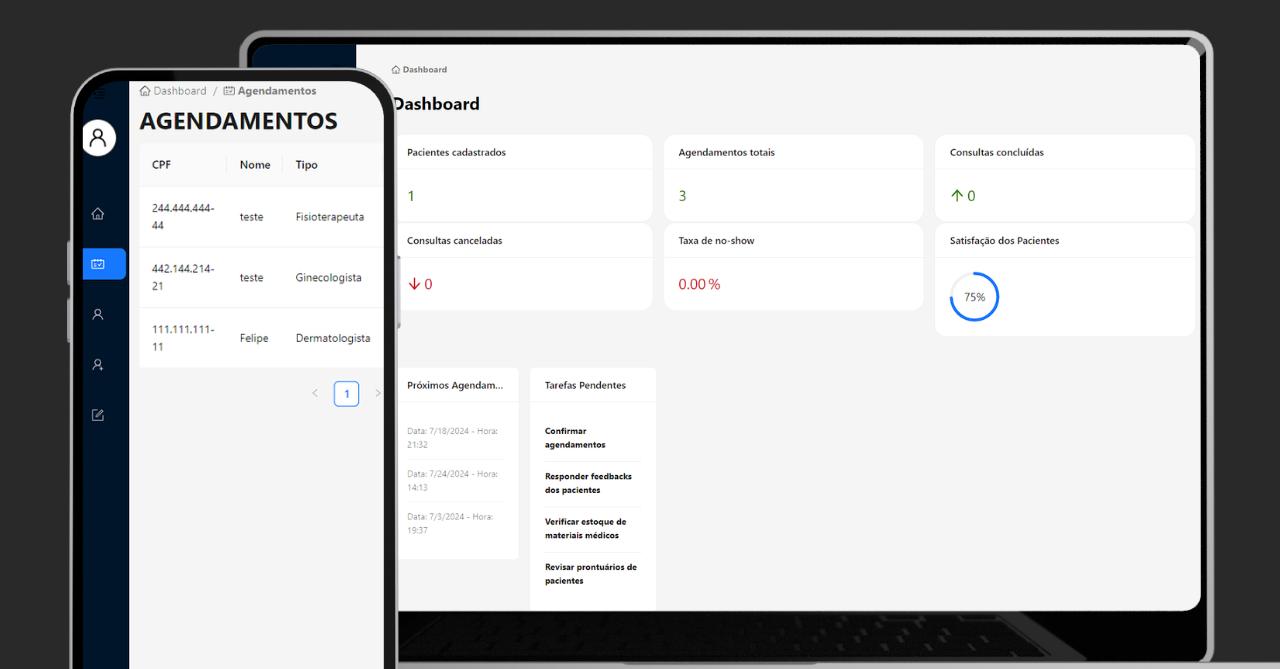 Dashboard / Agendamentos
AGENDAMENTOS
CPF Nome Tipo
244.444.444-
44
teste
Fisioterapeuta
442.144.214-
21
teste
Ginecologista
111.111.111-
11
Felipe
Dermatologista
1
Dashboard
Dashboard
Pacientes cadastrados
1
Agendamentos totais
3
Consultas concluídas
0
Consultas canceladas
0
Taxa de no-show
0.00 %
Satisfação dos Pacientes
75%
Próximos Agendam...
Data: 7/18/2024 - Hora:
21:32
Data: 7/24/2024 - Hora:
14:13
Data: 7/3/2024 - Hora:
19:37
Tarefas Pendentes
Confirmar
agendamentos
Responder feedbacks
dos pacientes
Verificar estoque de
materiais médicos
Revisar prontuários de
pacientes